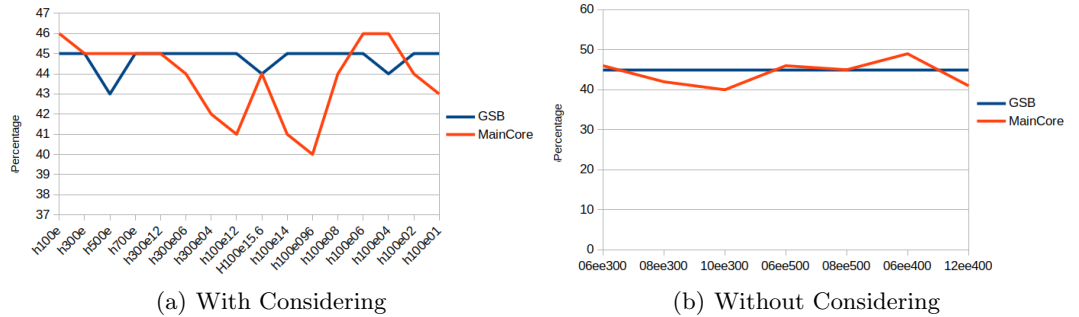 47
46
45
44
43
42
41
40
39
38
37
Percentage
h100e
h300e
h500e
h700e
h300e12
h300e06
h300e04
h100e12
H100e15.6
h100e14
h100e096
h100e08
h100e06
h100e04
h100e02
h100e01
GSB
MainCore
(a) With Considering
60
50
40
30
20
10
0
Percentage
06ee300
08ee300
10ee300
06ee500
08ee500
06ee400
12ee400
GSB
MainCore
(b) Without Considering